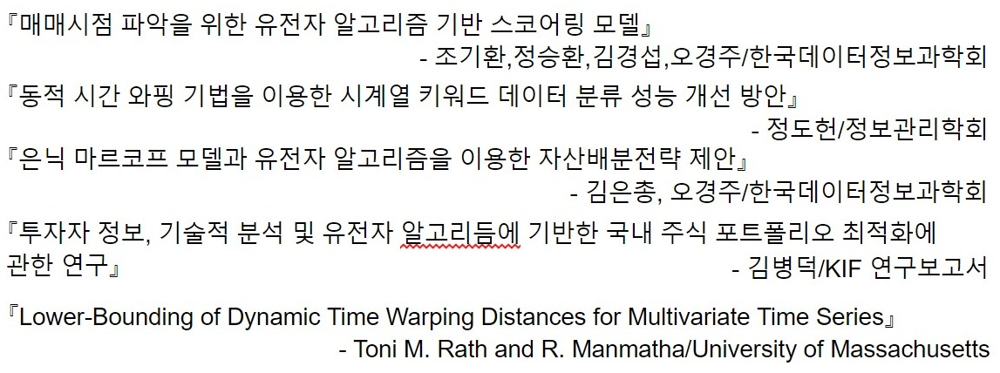 『매매시점 파악을 위한 유전자 알고리즘 기반 스코어링 모델』
- 조기환,정승환,김경섭,오경주/한국데이터정보과학회
『동적 시간 와핑 기법을 이용한 시계열 키워드 데이터 분류 성능 개선 방안』
- 정도헌/정보관리학회
『은닉 마르코프 모델과 유전자 알고리즘을 이용한 자산배분전략 제안』
- 김은총, 오경주/한국데이터정보과학회
『투자자 정보, 기술적 분석 및 유전자 알고리듬에 기반한 국내 주식 포트폴리오 최적화에
관한 연구』 - 김병덕/KIF 연구보고서
『Lower-Bounding of Dynamic Time Warping Distances for Multivariate Time Series』
- Toni M. Rath and R. Manmatha/University of Massachusetts